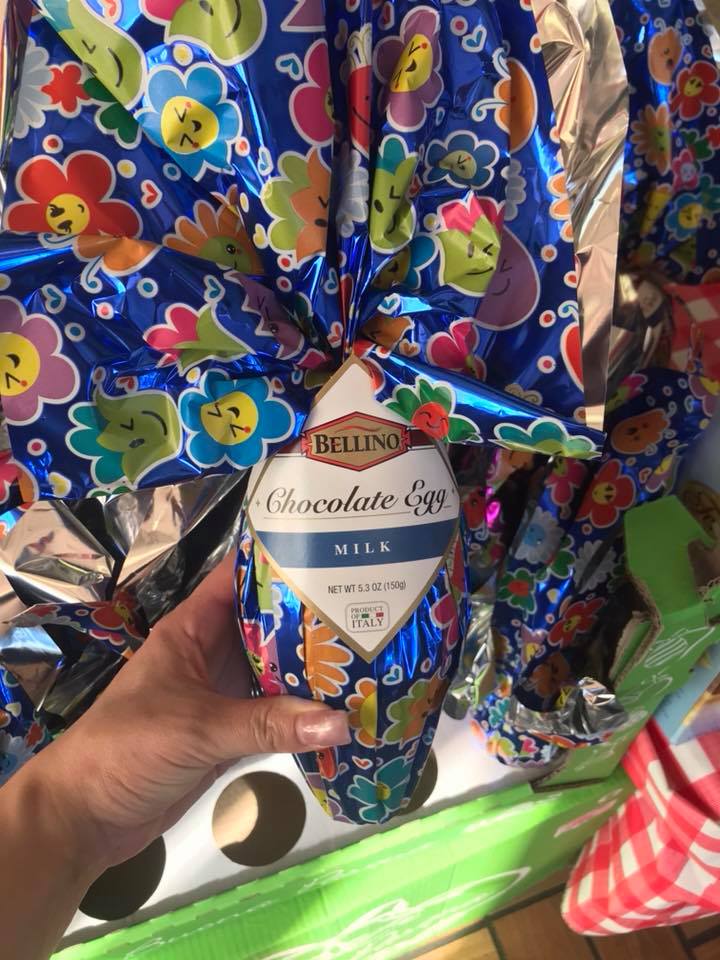 BELLINO
Chocolate Egg
MILK
NET WT 5.3 OZ (150g)
PRODUCT
OF
ITALY